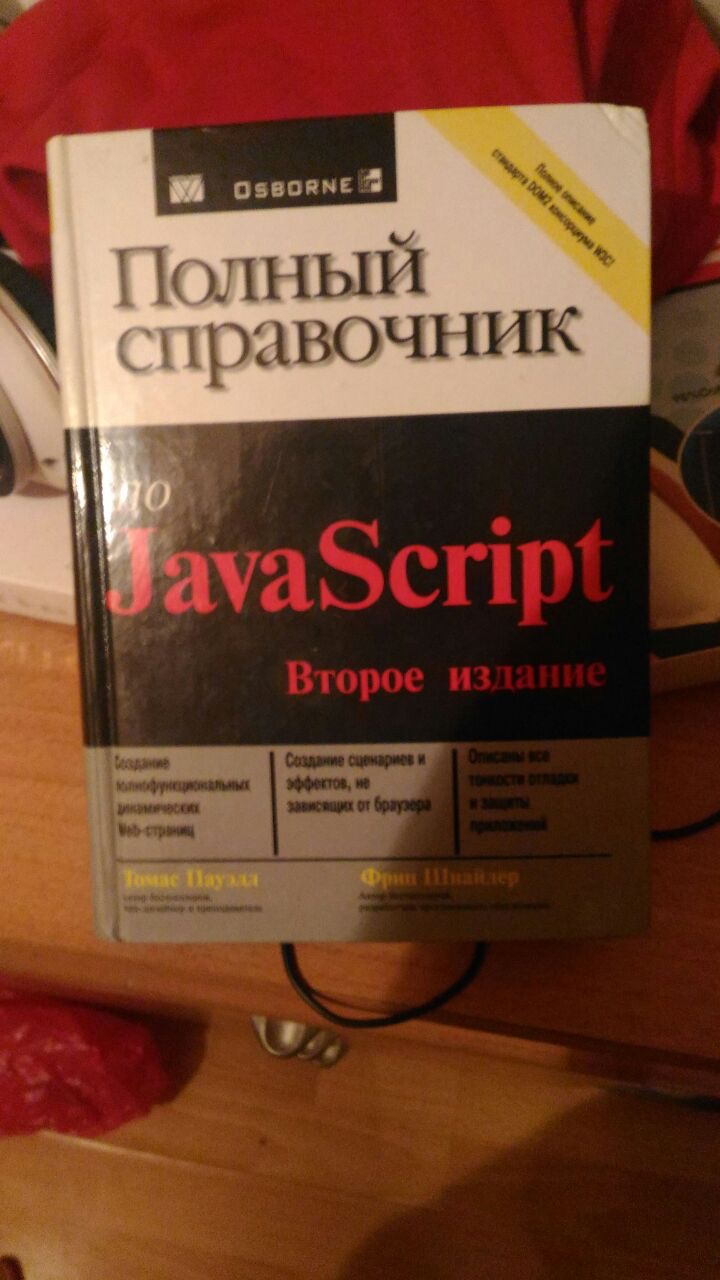 OSBORNE
Полное описание
стандарта DOM2 консорциума W3C!
Полный
справочник
по
JavaScript
Второе издание
Создание
полнофункциональных
динамических
Web-страниц
Создание сценариев и
эффектов, не
зависящих от браузера
Описаны все
тонкости отладки
и защиты
приложений
Томас Пауэлл
Фриц Шнайдер